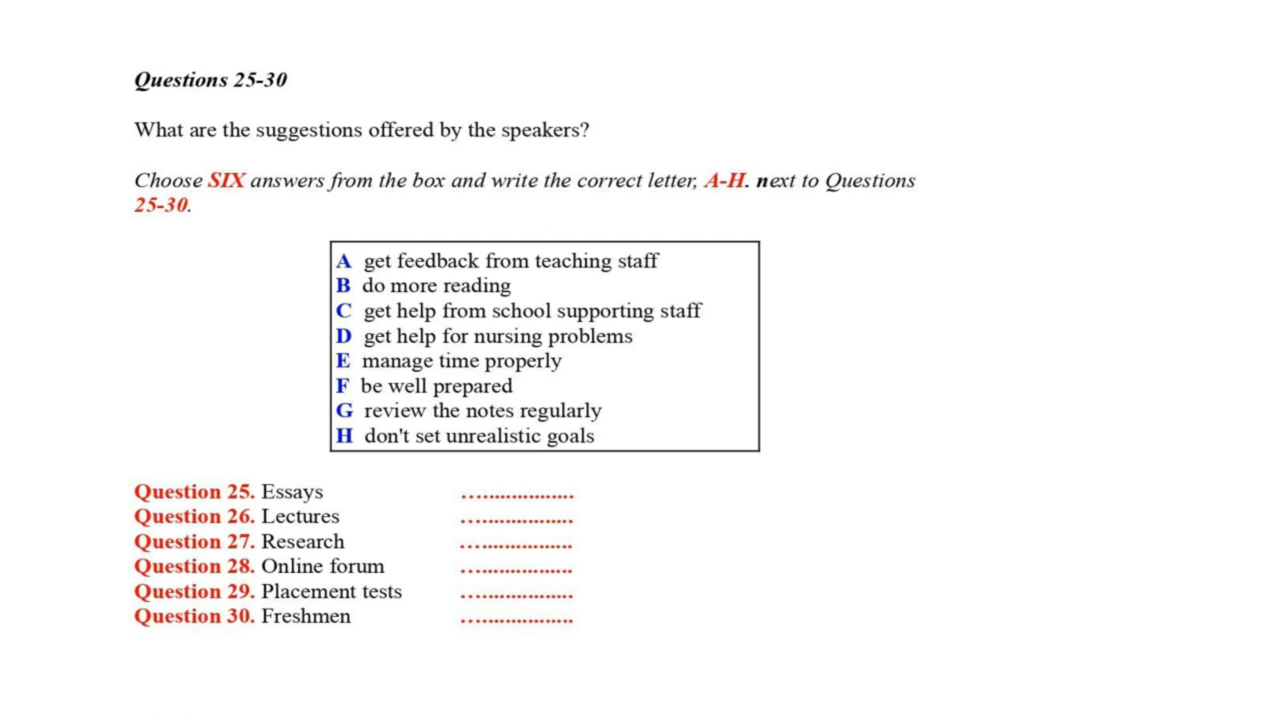 Questions 25-30
What are the suggestions offered by the speakers?
Choose SIX answers from the box and write the correct letter, A-H. next to Questions
25-30.
A get feedback from teaching staff
B do more reading
C get help from school supporting staff
D get help for nursing problems
E manage time properly
F be well prepared
G review the notes regularly
H don't set unrealistic goals
Question 25. Essays ....................
Question 26. Lectures ....................
Question 27. Research ....................
Question 28. Online forum ....................
Question 29. Placement tests ....................
Question 30. Freshmen ....................